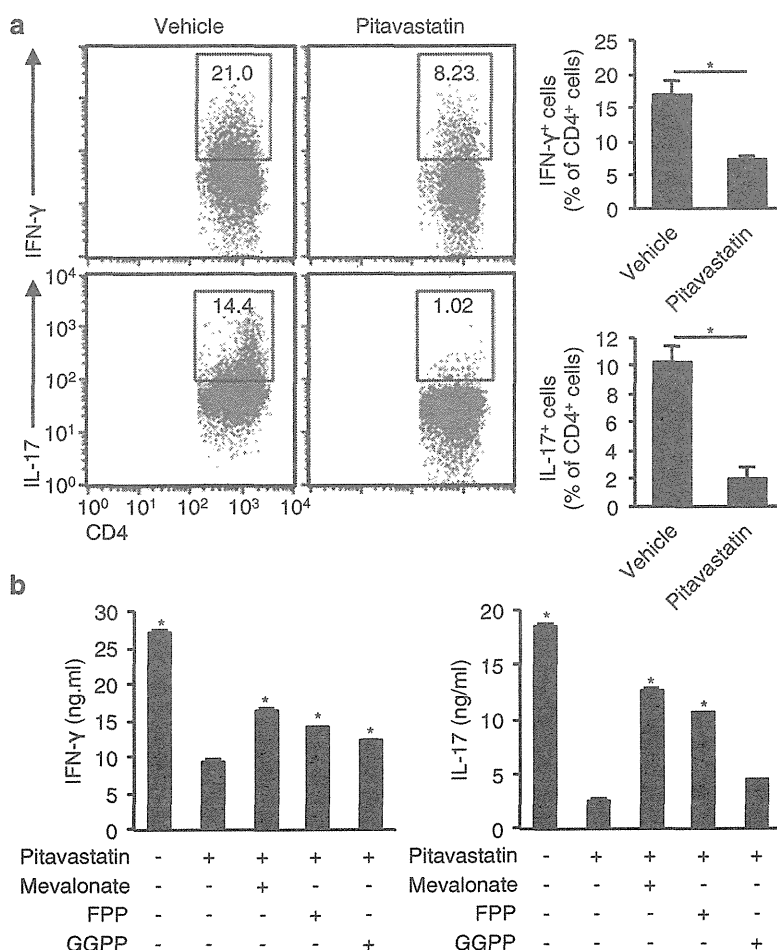 a
Vehicle
Pitavastatin
21.0
8.23
IFN-γ
14.4
1.02
IL-17
10⁴
10³
10²
10¹
10⁰
10⁰ 10¹ 10² 10³ 10⁴
CD4
IFN-γ⁺ cells
(% of CD4⁺ cells)
25
20
15
10
5
0
*
Vehicle
Pitavastatin
IL-17⁺ cells
(% of CD4⁺ cells)
12
10
8
6
4
2
0
*
Vehicle
Pitavastatin
b
IFN-γ (ng.ml)
30
25
20
15
10
5
0
* * * *
Pitavastatin - + + + +
Mevalonate - - + - -
FPP - - - + -
GGPP - - - - +
IL-17 (ng/ml)
20
15
10
5
0
* * *
Pitavastatin - + + + +
Mevalonate - - + - -
FPP - - - + -
GGPP - - - - +